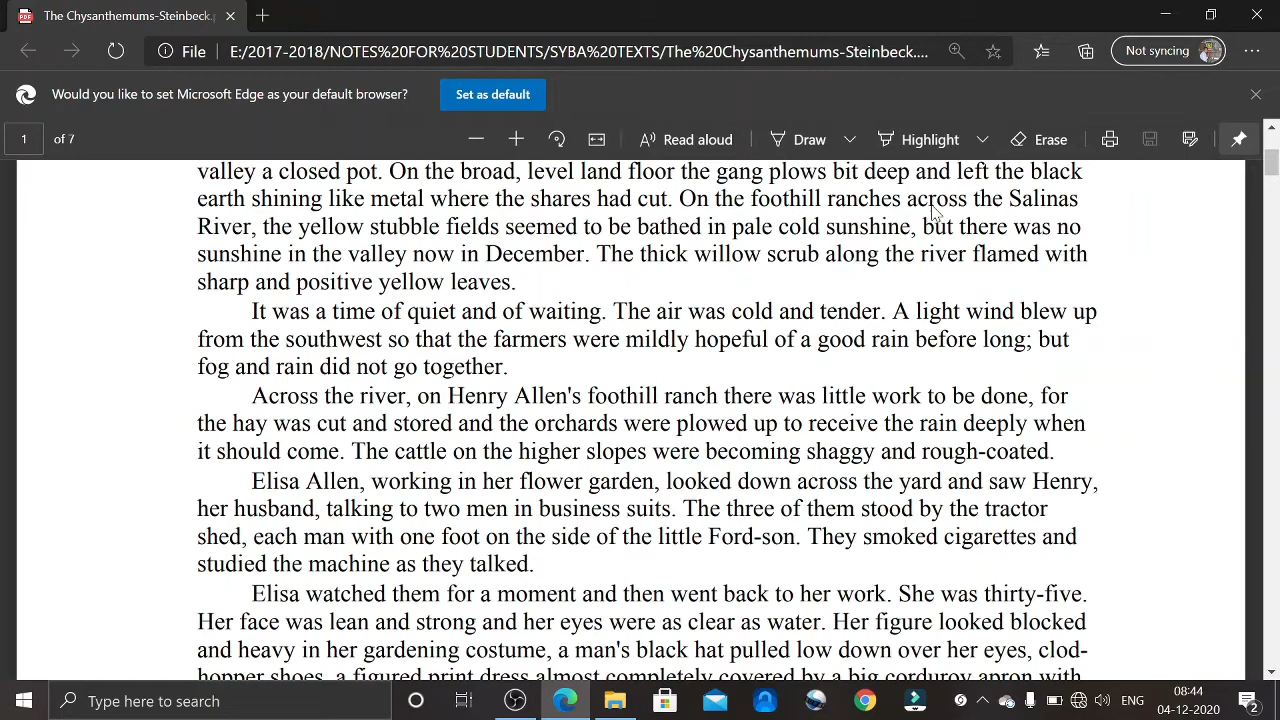 The Chysanthemums-Steinbeck.p
File E:/2017-2018/NOTES%20FOR%20STUDENTS/SYBA%20TEXTS/The%20Chysanthemums-Steinbeck.... Not syncing
Would you like to set Microsoft Edge as your default browser? Set as default
1 of 7 Read aloud Draw Highlight Erase
valley a closed pot. On the broad, level land floor the gang plows bit deep and left the black
earth shining like metal where the shares had cut. On the foothill ranches across the Salinas
River, the yellow stubble fields seemed to be bathed in pale cold sunshine, but there was no
sunshine in the valley now in December. The thick willow scrub along the river flamed with
sharp and positive yellow leaves.
It was a time of quiet and of waiting. The air was cold and tender. A light wind blew up
from the southwest so that the farmers were mildly hopeful of a good rain before long; but
fog and rain did not go together.
Across the river, on Henry Allen's foothill ranch there was little work to be done, for
the hay was cut and stored and the orchards were plowed up to receive the rain deeply when
it should come. The cattle on the higher slopes were becoming shaggy and rough-coated.
Elisa Allen, working in her flower garden, looked down across the yard and saw Henry,
her husband, talking to two men in business suits. The three of them stood by the tractor
shed, each man with one foot on the side of the little Ford-son. They smoked cigarettes and
studied the machine as they talked.
Elisa watched them for a moment and then went back to her work. She was thirty-five.
Her face was lean and strong and her eyes were as clear as water. Her figure looked blocked
and heavy in her gardening costume, a man's black hat pulled low down over her eyes, clod-
hopper shoes, a figured print dress almost completely covered by a big corduroy apron with
Type here to search ENG 08:44
04-12-2020 2